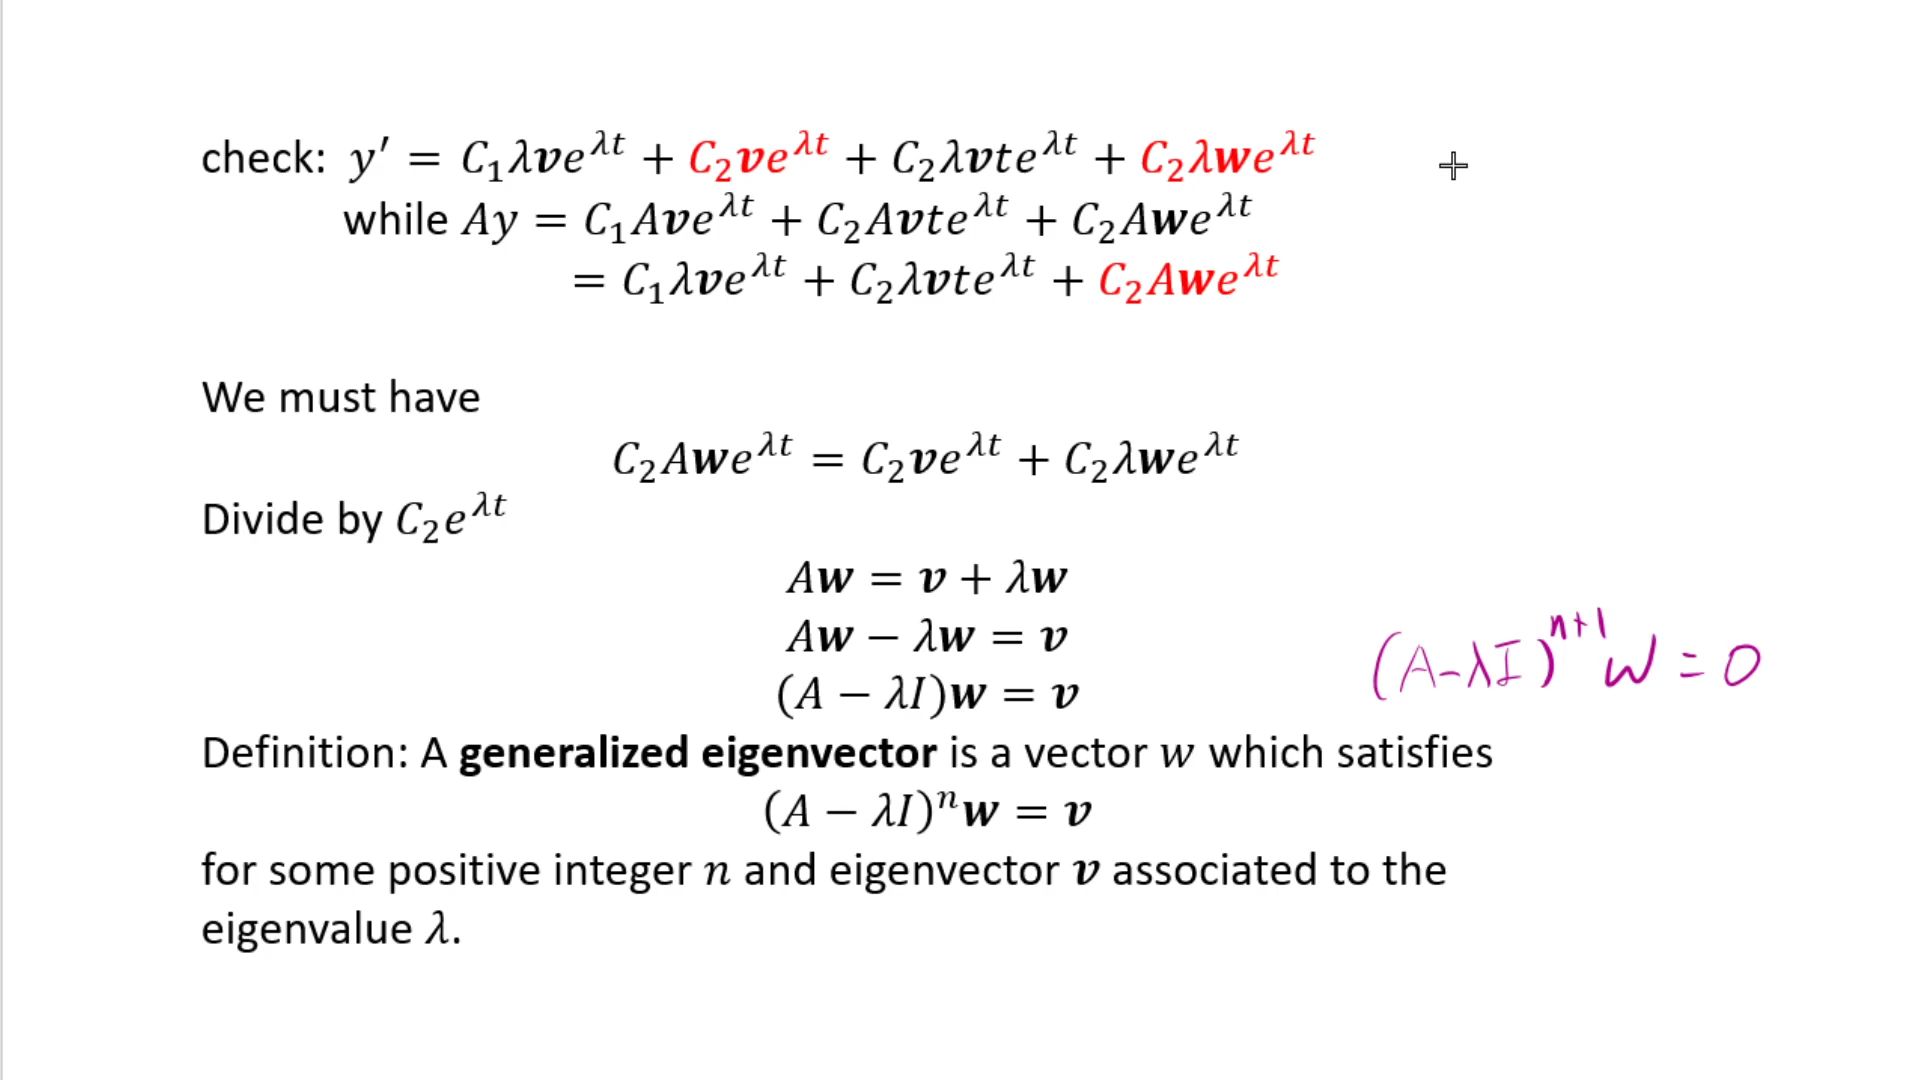 check: y′ = C₁λ𝒗e^{λt} + C₂𝒗e^{λt} + C₂λ𝒗te^{λt} + C₂λ𝒘e^{λt}
while Ay = C₁A𝒗e^{λt} + C₂A𝒗te^{λt} + C₂A𝒘e^{λt}
= C₁λ𝒗e^{λt} + C₂λ𝒗te^{λt} + C₂A𝒘e^{λt}
We must have
C₂A𝒘e^{λt} = C₂𝒗e^{λt} + C₂λ𝒘e^{λt}
Divide by C₂e^{λt}
A𝒘 = 𝒗 + λ𝒘
A𝒘 − λ𝒘 = 𝒗
(A − λI)𝒘 = 𝒗
(A-λI)^{n+1} W = 0
Definition: A generalized eigenvector is a vector w which satisfies
(A − λI)ⁿ𝒘 = 𝒗
for some positive integer n and eigenvector 𝒗 associated to the
eigenvalue λ.